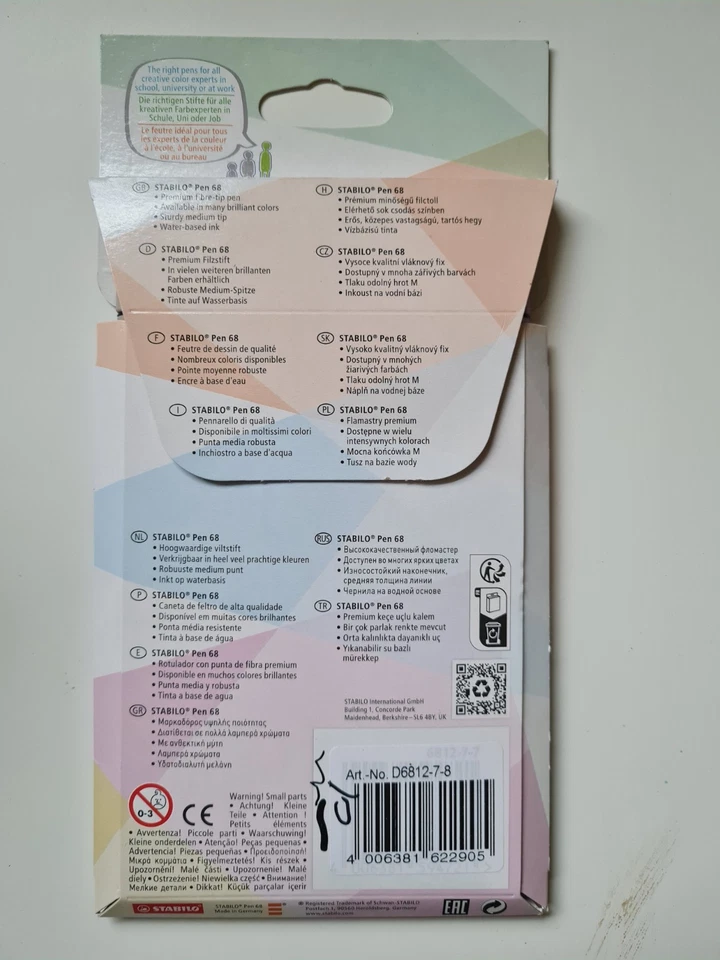 The right pens for all
creative color experts in
school, university or at work
Die richtigen Stifte für alle
kreativen Farbexperten in
Schule, Uni oder Job
Le feutre idéal pour tous
les experts de la couleur
à l'école, à l'université
ou au bureau
GB STABILO® Pen 68
• Premium fibre-tip pen
• Available in many brilliant colors
• Sturdy medium tip
• Water-based ink
D STABILO® Pen 68
• Premium Filzstift
• In vielen weiteren brillanten
Farben erhältlich
• Robuste Medium-Spitze
• Tinte auf Wasserbasis
F STABILO® Pen 68
• Feutre de dessin de qualité
• Nombreux coloris disponibles
• Pointe moyenne robuste
• Encre à base d'eau
I STABILO® Pen 68
• Pennarello di qualità
• Disponibile in moltissimi colori
• Punta media robusta
• Inchiostro a base d'acqua
H STABILO® Pen 68
• Prémium minőségű filctoll
• Elérhető sok csodás színben
• Erős, közepes vastagságú, tartós hegy
• Vízbázisú tinta
CZ STABILO® Pen 68
• Vysoce kvalitní vláknový fix
• Dostupný v mnoha zářivých barvách
• Tlaku odolný hrot M
• Inkoust na vodní bázi
SK STABILO® Pen 68
• Vysoko kvalitný vláknový fix
• Dostupný v mnohých
žiarivých farbách
• Tlaku odolný hrot M
• Náplň na vodnej báze
PL STABILO® Pen 68
• Flamastry premium
• Dostępne w wielu
intensywnych kolorach
• Mocna końcówka M
• Tusz na bazie wody
NL STABILO® Pen 68
• Hoogwaardige viltstift
• Verkrijgbaar in heel veel prachtige kleuren
• Robuuste medium punt
• Inkt op waterbasis
P STABILO® Pen 68
• Caneta de feltro de alta qualidade
• Disponível em muitas cores brilhantes
• Ponta média resistente
• Tinta à base de água
E STABILO® Pen 68
• Rotulador con punta de fibra premium
• Disponible en muchos colores brillantes
• Punta media y robusta
• Tinta a base de agua
GR STABILO® Pen 68
• Μαρκαδόρος υψηλής ποιότητας
• Διατίθεται σε πολλά λαμπερά χρώματα
• Με ανθεκτική μύτη
• Λαμπερά χρώματα
• Υδατοδιαλυτή μελάνη
RUS STABILO® Pen 68
• Высококачественный фломастер
• Доступен во многих ярких цветах
• Износостойкий наконечник,
средняя толщина линии
• Чернила на водной основе
TR STABILO® Pen 68
• Premium keçe uçlu kalem
• Bir çok parlak renkte mevcut
• Orta kalınlıkta dayanıklı uç
• Yıkanabilir su bazlı
mürekkep
STABILO International GmbH
Building 1, Concorde Park
Maidenhead, Berkshire – SL6 4BY, UK
Art.-No. D6812-7-8
4 006381 622905
0-3
CE
Warning! Small parts
• Achtung! Kleine
Teile • Attention !
Petits éléments
• Avvertenza! Piccole parti • Waarschuwing!
Kleine onderdelen • Atenção! Peças pequenas •
Advertencia! Piezas pequeñas • Προειδοποίηση!
Μικρά κομμάτια • Figyelmeztetés! Kis részek •
Upozornění! Malé části • Upozornenie! Malé
diely • Ostrzeżenie! Niewielka część • Внимание!
Мелкие детали • Dikkat! Küçük parçalar içerir
STABILO
STABILO® Pen 68
Made in Germany
® Registered Trademark of Schwan-STABILO
Postfach 1, 90560 Heroldsberg, Germany
www.stabilo.com
EAC